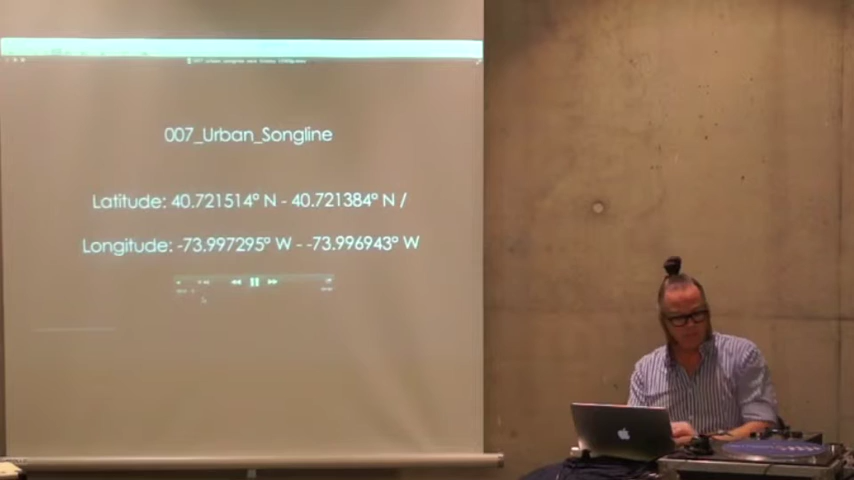 007_Urban_Songline
Latitude: 40.721514° N - 40.721384° N /
Longitude: -73.997295° W - -73.996943° W